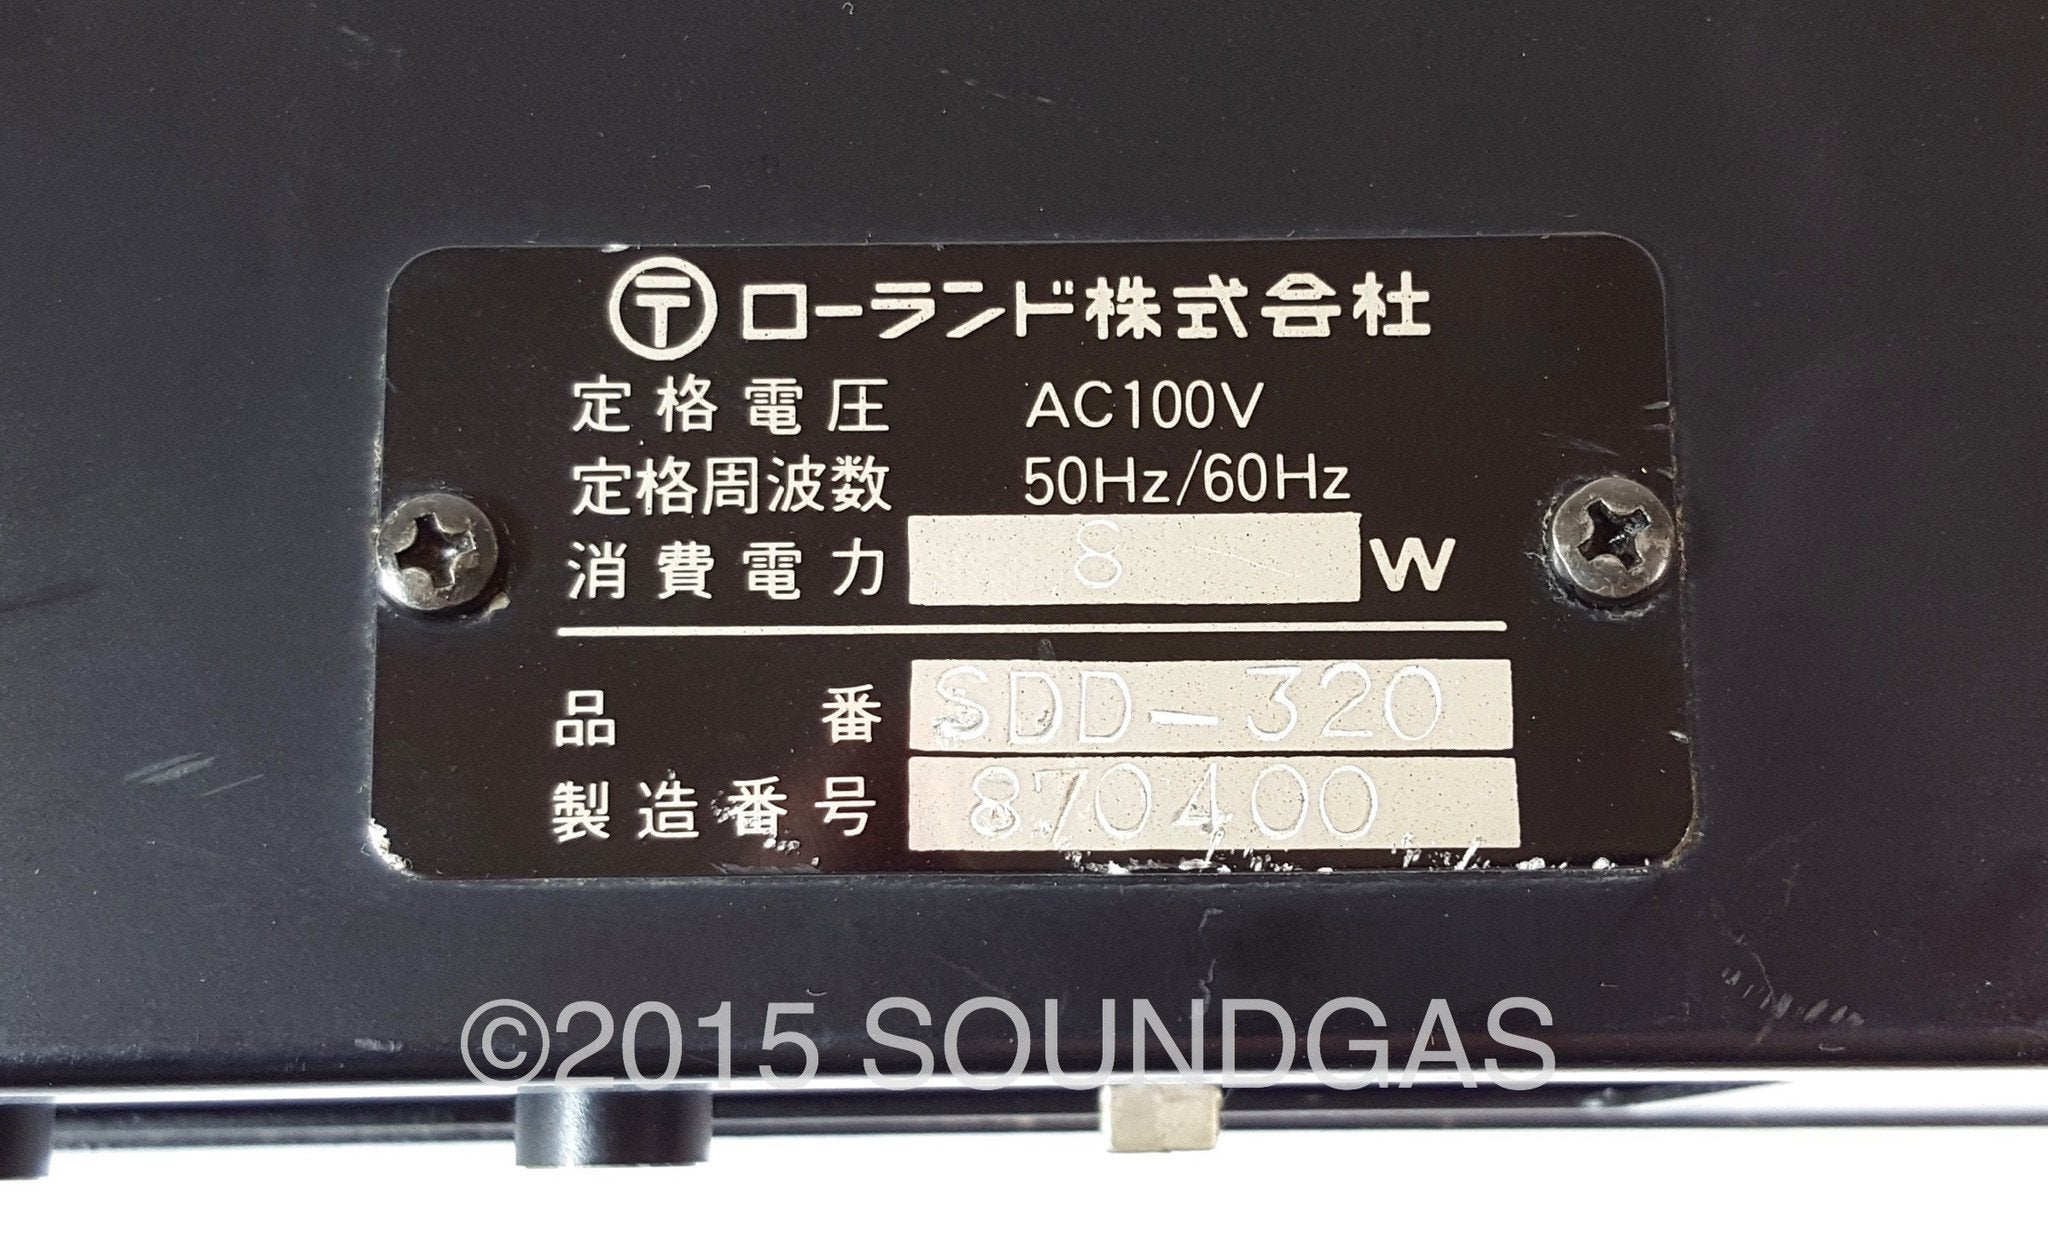 〒 ローランド株式会社
定格電圧 AC100V
定格周波数 50Hz/60Hz
消費電力 8 W
品番 SDD-320
製造番号 870400
©2015 SOUNDGAS